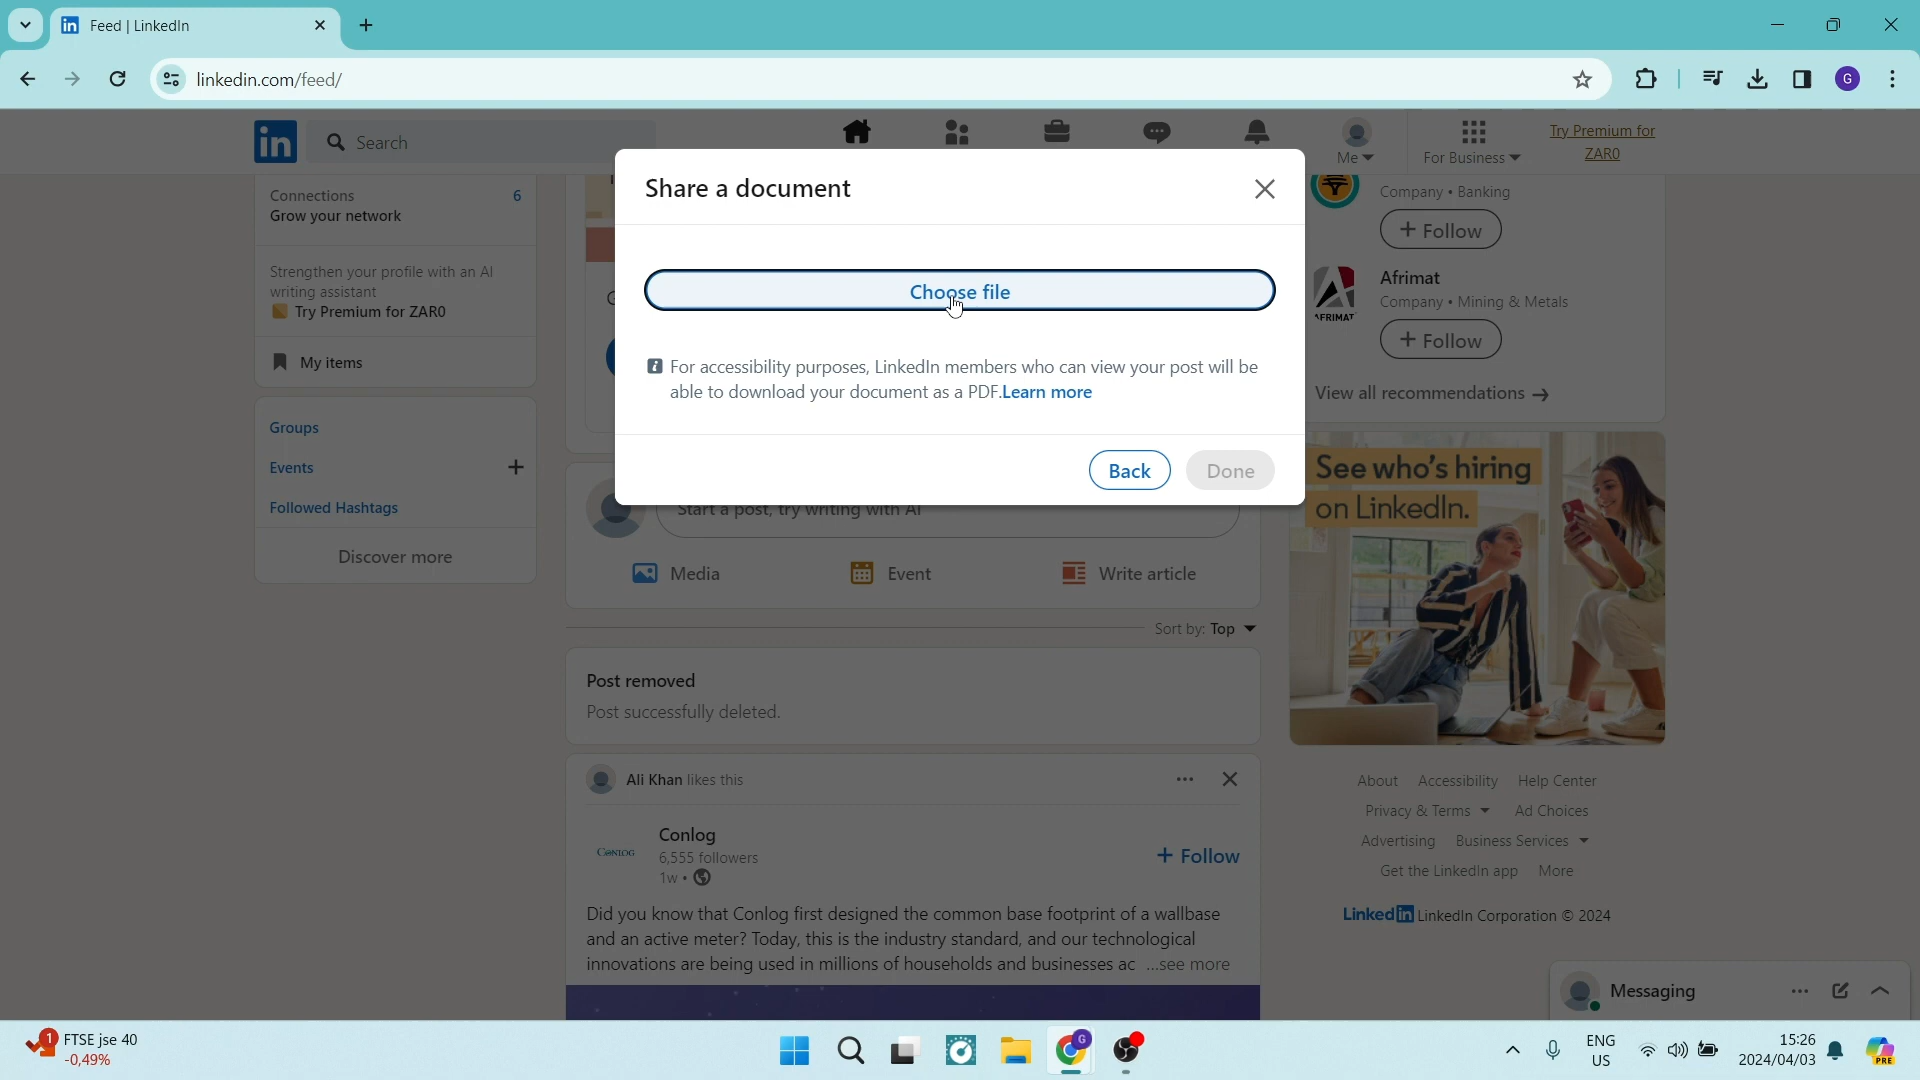 Feed | LinkedIn
linkedin.com/feed/
G
in
Search
Me
For Business
Try Premium for
ZAR0
Connections
6
Grow your network
Strengthen your profile with an AI
writing assistant
Try Premium for ZAR0
My items
Groups
Events
Followed Hashtags
Discover more
Share a document
Choose file
For accessibility purposes, LinkedIn members who can view your post will be
able to download your document as a PDF.Learn more
Back
Done
Start a post, try writing with AI
Media
Event
Write article
Sort by: Top
Post removed
Post successfully deleted.
Ali Khan likes this
CONLOG
Conlog
6,555 followers
1w •
+ Follow
Did you know that Conlog first designed the common base footprint of a wallbase
and an active meter? Today, this is the industry standard, and our technological
innovations are being used in millions of households and businesses ac ...see more
Company • Banking
+ Follow
AFRIMAT
Afrimat
Company • Mining & Metals
+ Follow
View all recommendations
See who's hiring
on LinkedIn.
About Accessibility Help Center
Privacy & Terms Ad Choices
Advertising Business Services
Get the LinkedIn app More
LinkedIn LinkedIn Corporation © 2024
Messaging
1
FTSE jse 40
-0,49%
G
ENG
US
15:26
2024/04/03
PRE